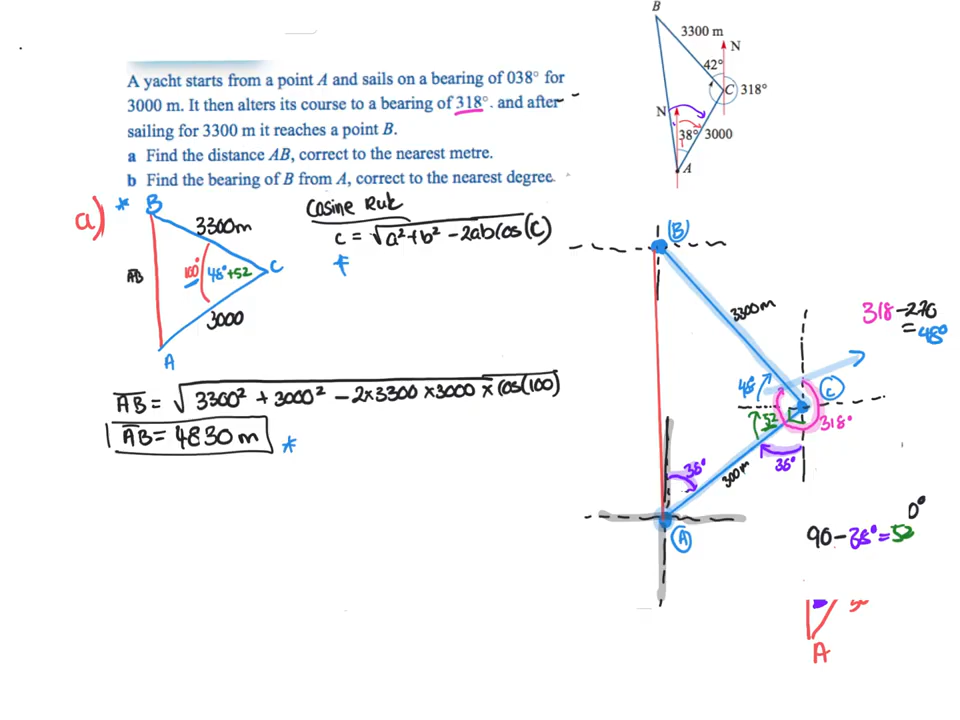 A yacht starts from a point A and sails on a bearing of 038° for
3000 m. It then alters its course to a bearing of 318°. and after
sailing for 3300 m it reaches a point B.
a Find the distance AB, correct to the nearest metre.
b Find the bearing of B from A, correct to the nearest degree.
B
3300 m
N
42°
C
318°
N
38°
3000
A
a) *
B
3300m
AB
100°
48°+52
C
3000
A
Cosine Rule
c = √a²+b² - 2ab cos(C)
AB = √3300² + 3000² - 2×3300×3000 × cos(100)
AB = 4830 m *
(B)
3300m
318-270
= 48°
48°
C
52
318°
38°
38°
300m
A
0°
90 - 38° = 52
A